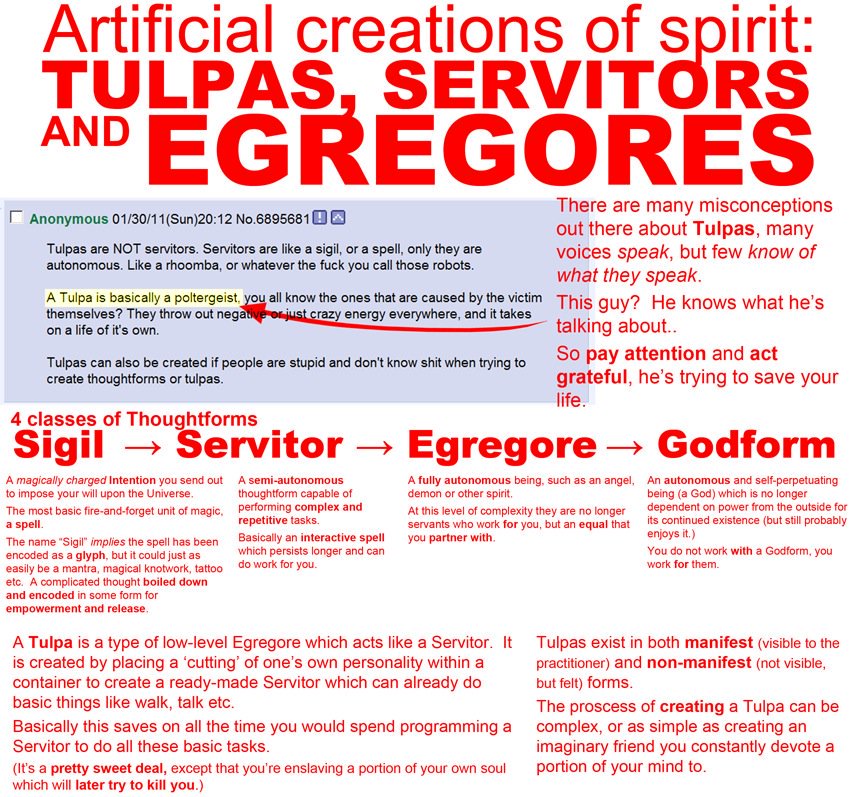 Artificial creations of spirit:
TULPAS, SERVITORS
AND EGREGORES
Anonymous 01/30/11(Sun)20:12 No.6895681
Tulpas are NOT servitors. Servitors are like a sigil, or a spell, only they are
autonomous. Like a rhoomba, or whatever the fuck you call those robots.
A Tulpa is basically a poltergeist, you all know the ones that are caused by the victim
themselves? They throw out negative or just crazy energy everywhere, and it takes
on a life of it's own.
Tulpas can also be created if people are stupid and don't know shit when trying to
create thoughtforms or tulpas.
There are many misconceptions
out there about Tulpas, many
voices speak, but few know of
what they speak.
This guy? He knows what he's
talking about..
So pay attention and act
grateful, he's trying to save your
life.
4 classes of Thoughtforms
Sigil → Servitor → Egregore → Godform
A magically charged Intention you send out
to impose your will upon the Universe.
The most basic fire-and-forget unit of magic,
a spell.
The name “Sigil” implies the spell has been
encoded as a glyph, but it could just as
easily be a mantra, magical knotwork, tattoo
etc. A complicated thought boiled down
and encoded in some form for
empowerment and release.
A semi-autonomous
thoughtform capable of
performing complex and
repetitive tasks.
Basically an interactive spell
which persists longer and can
do work for you.
A fully autonomous being, such as an angel,
demon or other spirit.
At this level of complexity they are no longer
servants who work for you, but an equal that
you partner with.
An autonomous and self-perpetuating
being (a God) which is no longer
dependent on power from the outside for
its continued existence (but still probably
enjoys it.)
You do not work with a Godform, you
work for them.
A Tulpa is a type of low-level Egregore which acts like a Servitor. It
is created by placing a ‘cutting’ of one's own personality within a
container to create a ready-made Servitor which can already do
basic things like walk, talk etc.
Basically this saves on all the time you would spend programming a
Servitor to do all these basic tasks.
(It's a pretty sweet deal, except that you're enslaving a portion of your own soul
which will later try to kill you.)
Tulpas exist in both manifest (visible to the
practitioner) and non-manifest (not visible,
but felt) forms.
The proscess of creating a Tulpa can be
complex, or as simple as creating an
imaginary friend you constantly devote a
portion of your mind to.